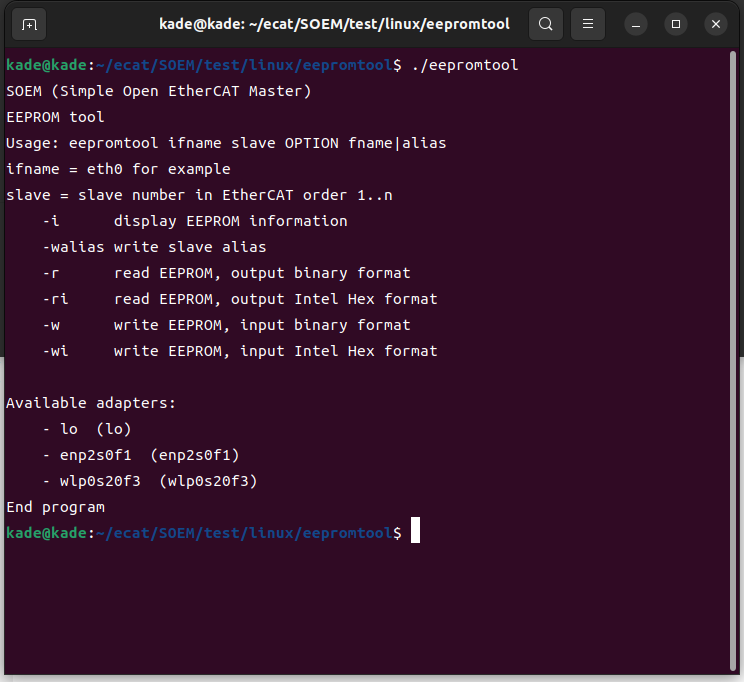 kade@kade: ~/ecat/SOEM/test/linux/eepromtool
kade@kade:~/ecat/SOEM/test/linux/eepromtool$ ./eepromtool
SOEM (Simple Open EtherCAT Master)
EEPROM tool
Usage: eepromtool ifname slave OPTION fname|alias
ifname = eth0 for example
slave = slave number in EtherCAT order 1..n
    -i      display EEPROM information
    -walias write slave alias
    -r      read EEPROM, output binary format
    -ri     read EEPROM, output Intel Hex format
    -w      write EEPROM, input binary format
    -wi     write EEPROM, input Intel Hex format
Available adapters:
    - lo  (lo)
    - enp2s0f1  (enp2s0f1)
    - wlp0s20f3  (wlp0s20f3)
End program
kade@kade:~/ecat/SOEM/test/linux/eepromtool$